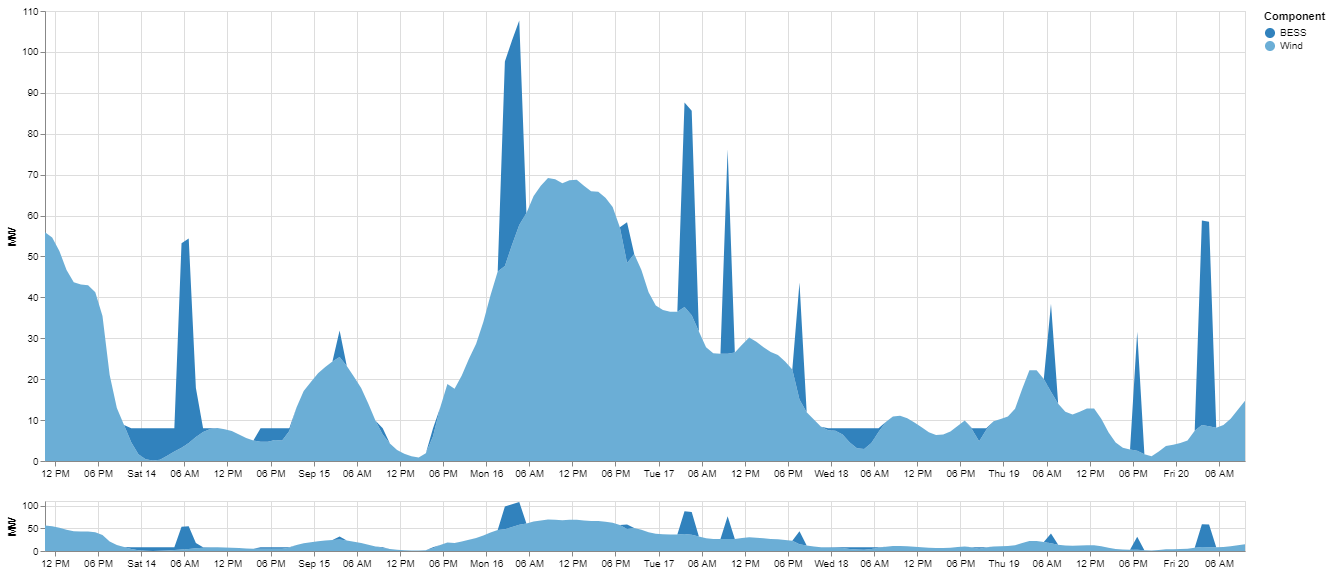 110
100
90
80
70
60
50
40
30
20
10
0
MW
12 PM 06 PM Sat 14 06 AM 12 PM 06 PM Sep 15 06 AM 12 PM 06 PM Mon 16 06 AM 12 PM 06 PM Tue 17 06 AM 12 PM 06 PM Wed 18 06 AM 12 PM 06 PM Thu 19 06 AM 12 PM 06 PM Fri 20 06 AM
Component
BESS
Wind
100
50
0
MW
12 PM 06 PM Sat 14 06 AM 12 PM 06 PM Sep 15 06 AM 12 PM 06 PM Mon 16 06 AM 12 PM 06 PM Tue 17 06 AM 12 PM 06 PM Wed 18 06 AM 12 PM 06 PM Thu 19 06 AM 12 PM 06 PM Fri 20 06 AM